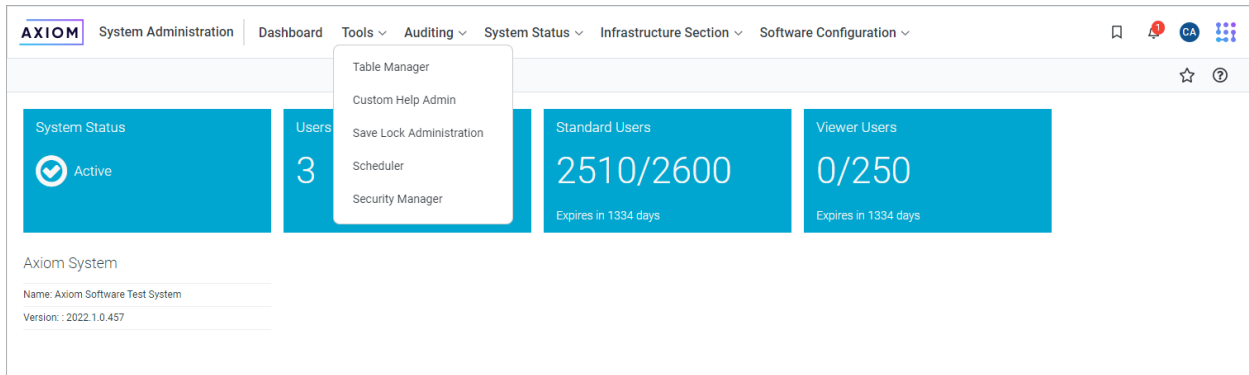 AXIOM System Administration Dashboard Tools Auditing System Status Infrastructure Section Software Configuration 1 CA
Table Manager
Custom Help Admin
Save Lock Administration
Scheduler
Security Manager
System Status
Active
Users
3
Standard Users
2510/2600
Expires in 1334 days
Viewer Users
0/250
Expires in 1334 days
Axiom System
Name: Axiom Software Test System
Version: : 2022.1.0.457